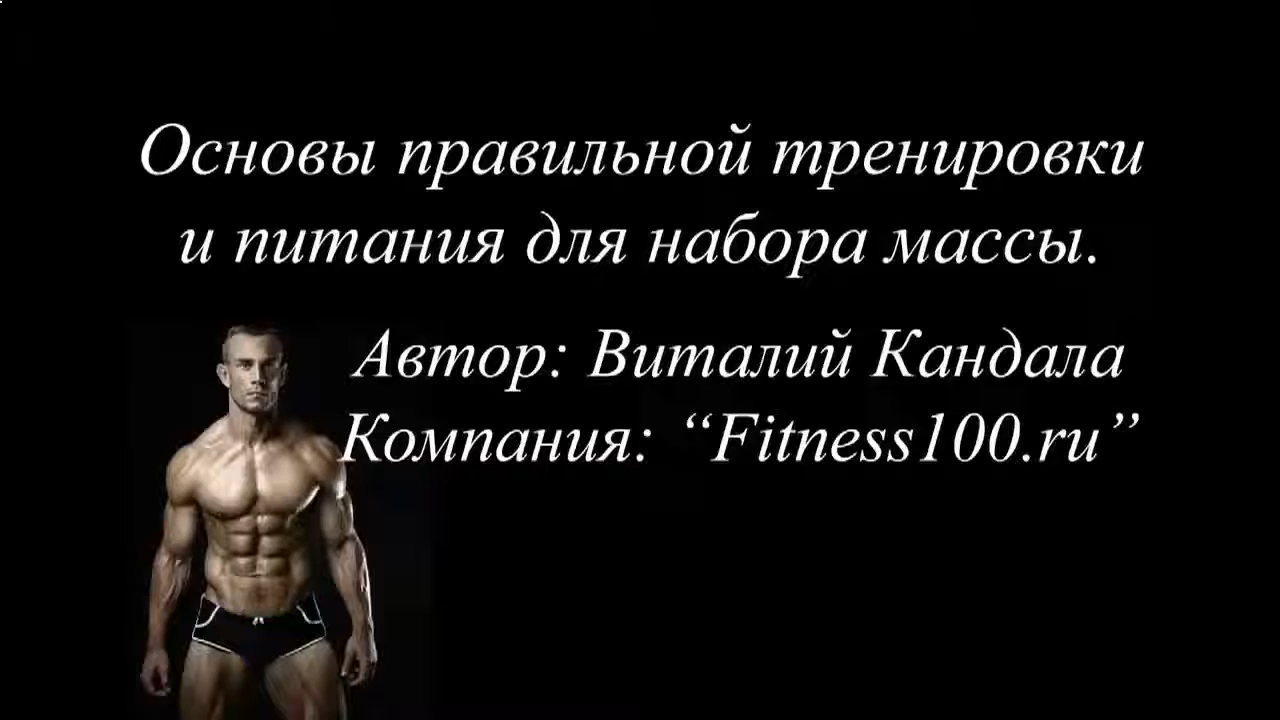 Основы правильной тренировки
и питания для набора массы.
Автор: Виталий Кандала
Компания: “Fitness100.ru”